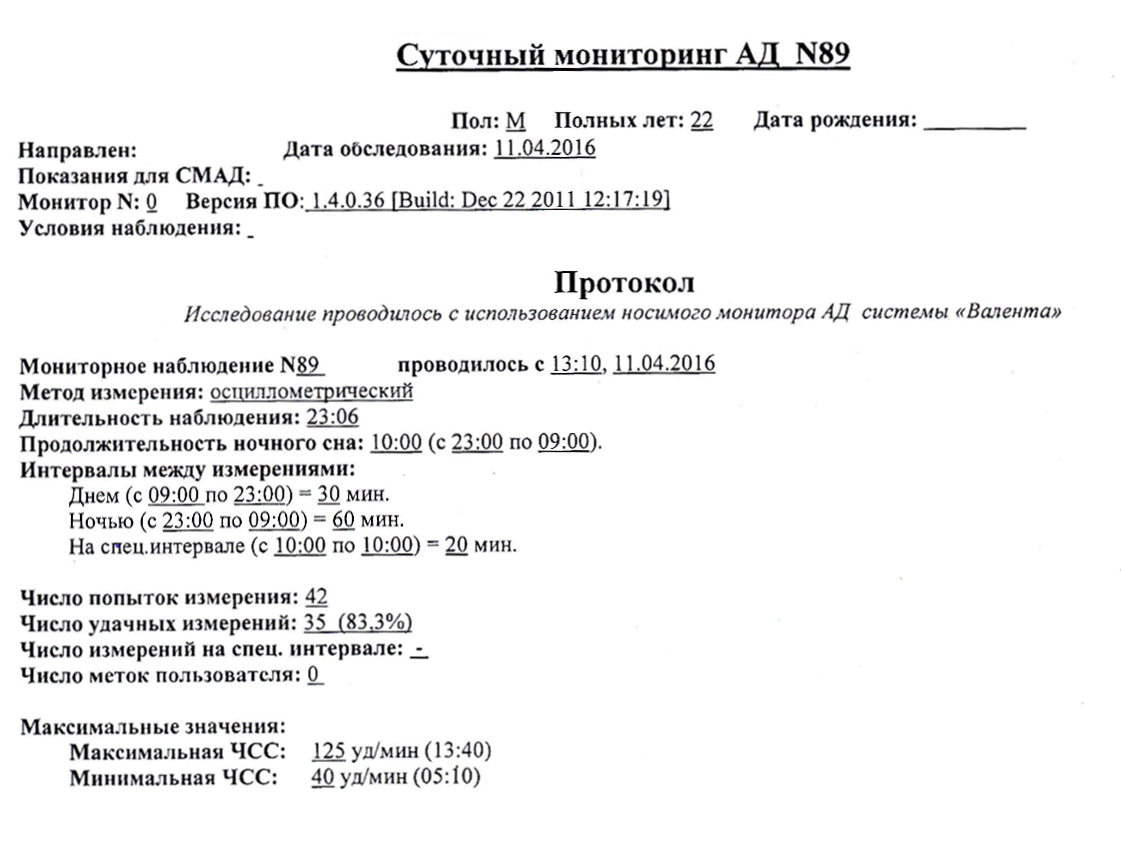 Суточный мониторинг АД N89
Пол: М Полных лет: 22 Дата рождения:
Направлен: Дата обследования: 11.04.2016
Показания для СМАД: -
Монитор N: 0 Версия ПО: 1.4.0.36 [Build: Dec 22 2011 12:17:19]
Условия наблюдения: -
Протокол
Исследование проводилось с использованием носимого монитора АД системы «Валента»
Мониторное наблюдение N89 проводилось с 13:10, 11.04.2016
Метод измерения: осциллометрический
Длительность наблюдения: 23:06
Продолжительность ночного сна: 10:00 (с 23:00 по 09:00).
Интервалы между измерениями:
Днем (с 09:00 по 23:00) = 30 мин.
Ночью (с 23:00 по 09:00) = 60 мин.
На спец.интервале (с 10:00 по 10:00) = 20 мин.
Число попыток измерения: 42
Число удачных измерений: 35 (83,3%)
Число измерений на спец. интервале: -
Число меток пользователя: 0
Максимальные значения:
Максимальная ЧСС: 125 уд/мин (13:40)
Минимальная ЧСС: 40 уд/мин (05:10)